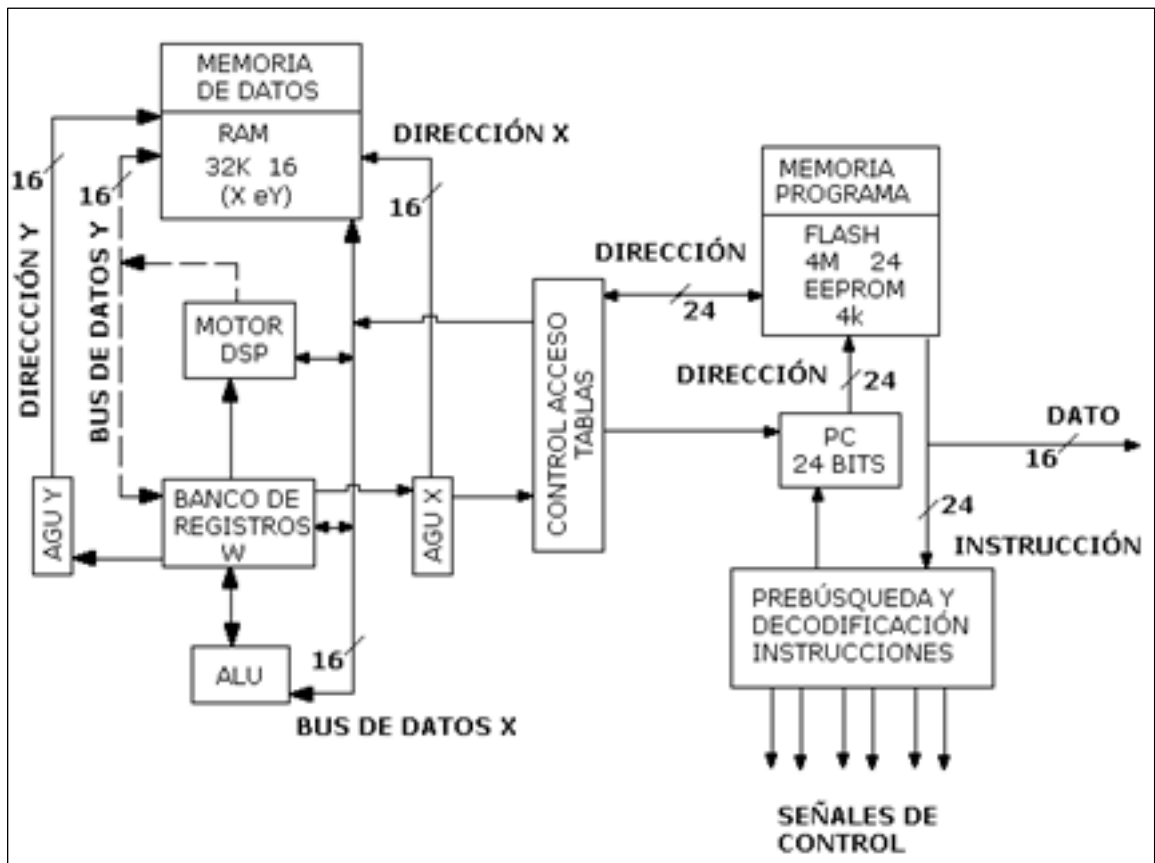 MEMORIA
DE DATOS
RAM
32K 16
(X eY)
DIRECCIÓN X
16
16
16
DIRECCCIÓN Y
BUS DE DATOS Y
MOTOR
DSP
AGU Y
BANCO DE
REGISTROS
W
AGU X
ALU
16
BUS DE DATOS X
CONTROL ACCESO
TABLAS
DIRECCIÓN
24
MEMORIA
PROGRAMA
FLASH
4M 24
EEPROM
4k
DIRECCIÓN
24
PC
24 BITS
DATO
16
24
INSTRUCCIÓN
PREBÚSQUEDA Y
DECODIFICACIÓN
INSTRUCCIONES
SEÑALES DE
CONTROL